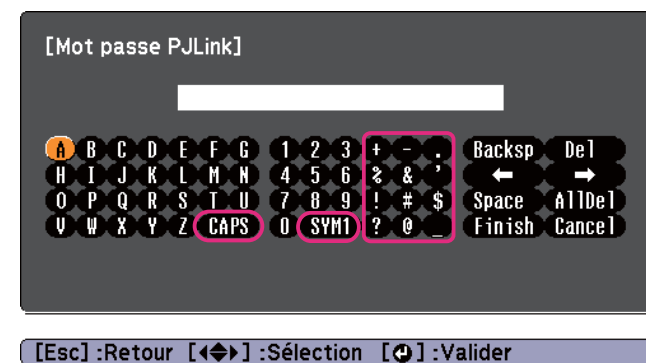 [Mot passe PJLink]
A B C D E F G 1 2 3 + - . Backsp Del
H I J K L M N 4 5 6 % & ' ← →
O P Q R S T U 7 8 9 ! # $ Space AllDel
V W X Y Z CAPS 0 SYM1 ? @ _ Finish Cancel
[Esc] :Retour [◀◆▶] :Sélection [⏎] :Valider